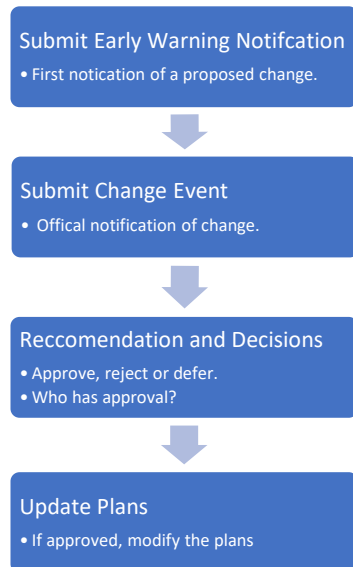 Submit Early Warning Notifcation
• First notication of a proposed change.
Submit Change Event
• Offical notification of change.
Reccomendation and Decisions
• Approve, reject or defer.
• Who has approval?
Update Plans
• If approved, modify the plans